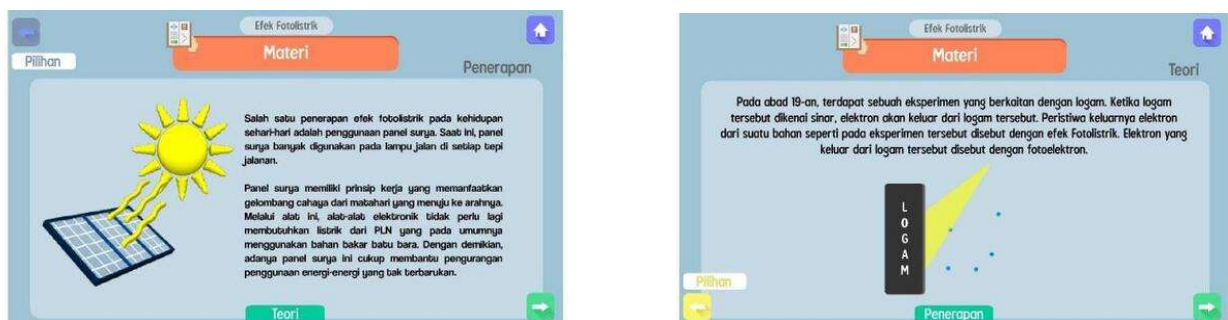 Efek Fotolistrik
Materi
Pilihan
Penerapan
Salah satu penerapan efek fotolistrik pada kehidupan
sehari-hari adalah penggunaan panel surya. Saat ini, panel
surya banyak digunakan pada lampu jalan di setiap tepi
jalanan.
Panel surya memiliki prinsip kerja yang memanfaatkan
gelombang cahaya dari matahari yang menuju ke arahnya.
Melalui alat ini, alat-alat elektronik tidak perlu lagi
membutuhkan listrik dari PLN yang pada umumnya
menggunakan bahan bakar batu bara. Dengan demikian,
adanya panel surya ini cukup membantu pengurangan
penggunaan energi-energi yang tak terbarukan.
Teori
Efek Fotolistrik
Materi
Teori
Pada abad 19-an, terdapat sebuah eksperimen yang berkaitan dengan logam. Ketika logam
tersebut dikenai sinar, elektron akan keluar dari logam tersebut. Peristiwa keluarnya elektron
dari suatu bahan seperti pada eksperimen tersebut disebut dengan efek Fotolistrik. Elektron yang
keluar dari logam tersebut disebut dengan fotoelektron.
LOGAM
Pilihan
Penerapan